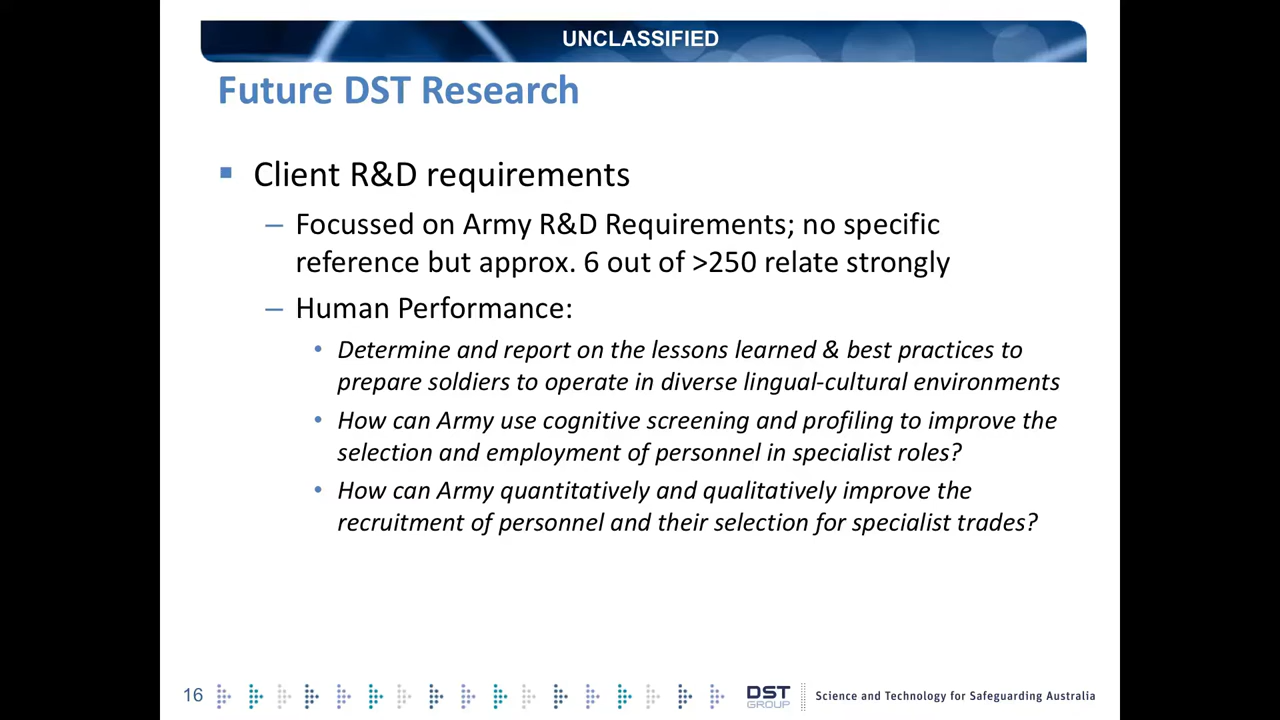 UNCLASSIFIED
Future DST Research
▪ Client R&D requirements
– Focussed on Army R&D Requirements; no specific
reference but approx. 6 out of >250 relate strongly
– Human Performance:
• Determine and report on the lessons learned & best practices to
prepare soldiers to operate in diverse lingual-cultural environments
• How can Army use cognitive screening and profiling to improve the
selection and employment of personnel in specialist roles?
• How can Army quantitatively and qualitatively improve the
recruitment of personnel and their selection for specialist trades?
16
DST
GROUP
Science and Technology for Safeguarding Australia